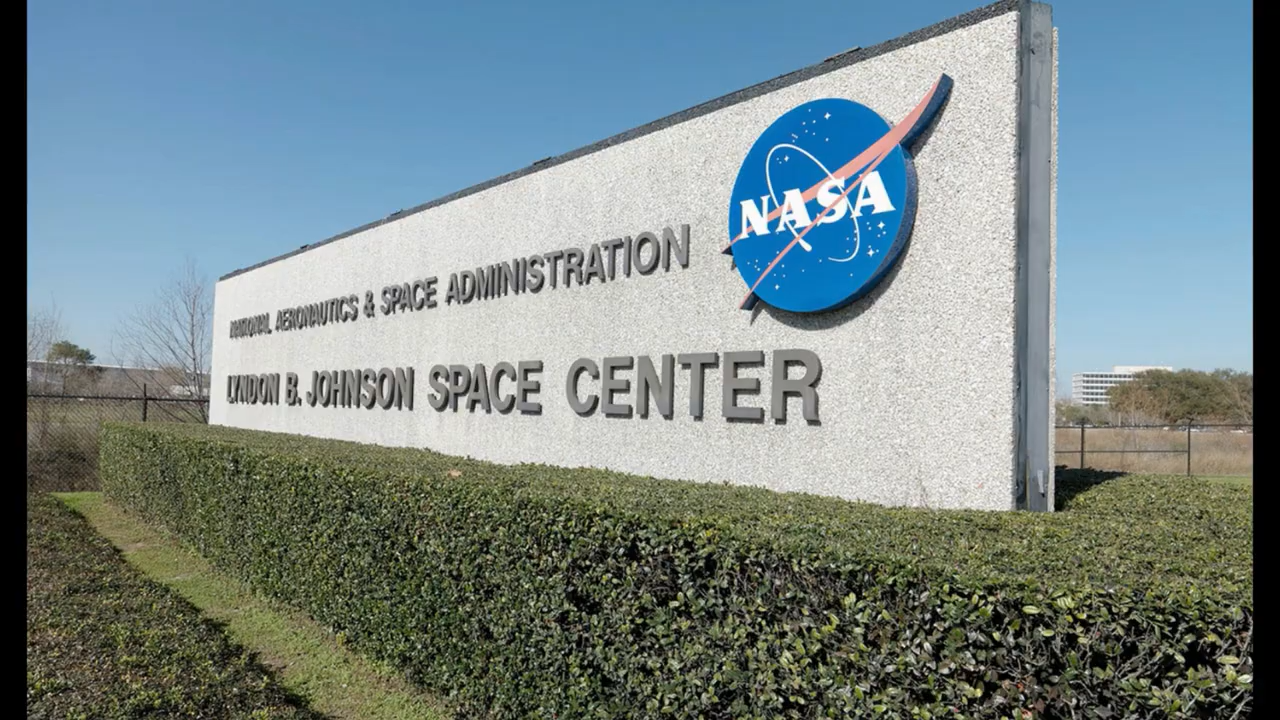 NASA
NATIONAL AERONAUTICS & SPACE ADMINISTRATION
LYNDON B. JOHNSON SPACE CENTER